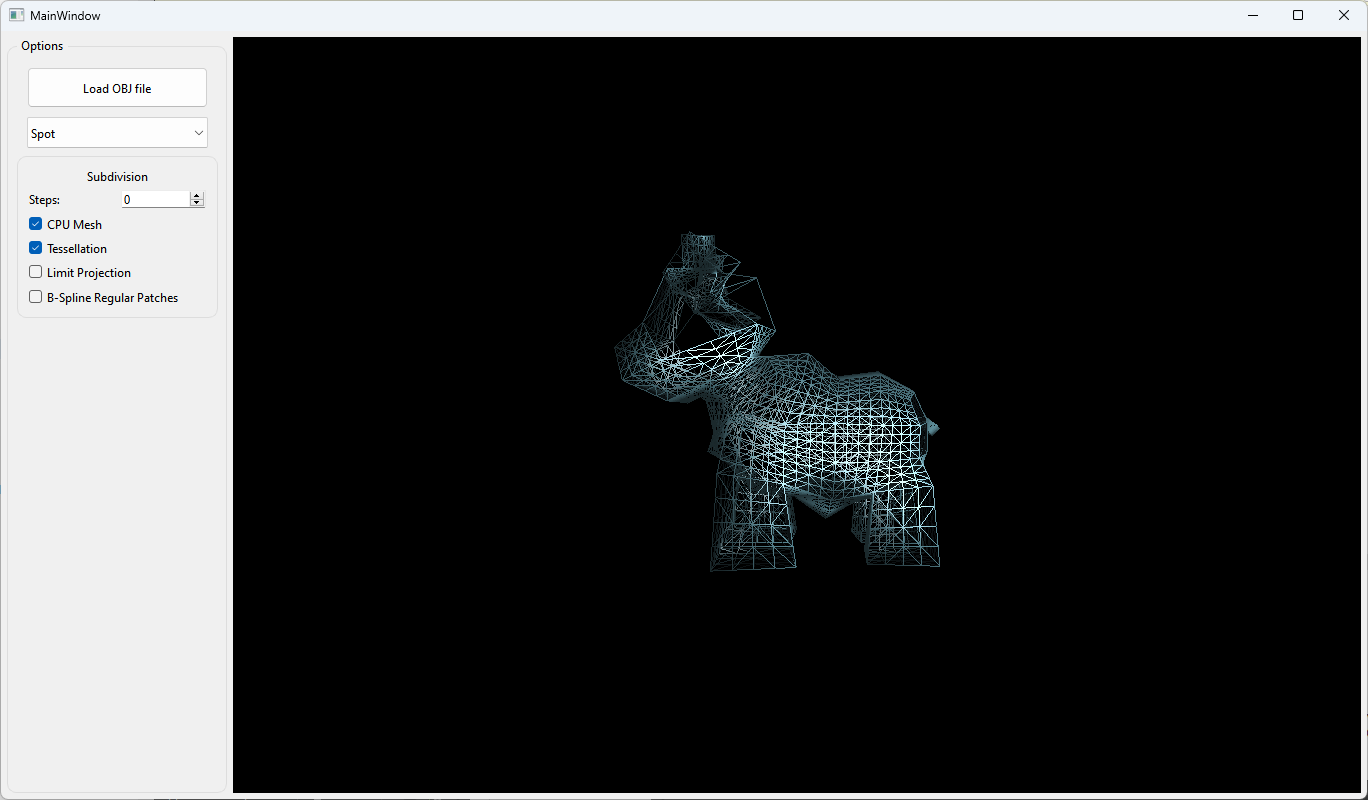 MainWindow
Options
Load OBJ file
Spot
Subdivision
Steps: 0
CPU Mesh
Tessellation
Limit Projection
B-Spline Regular Patches